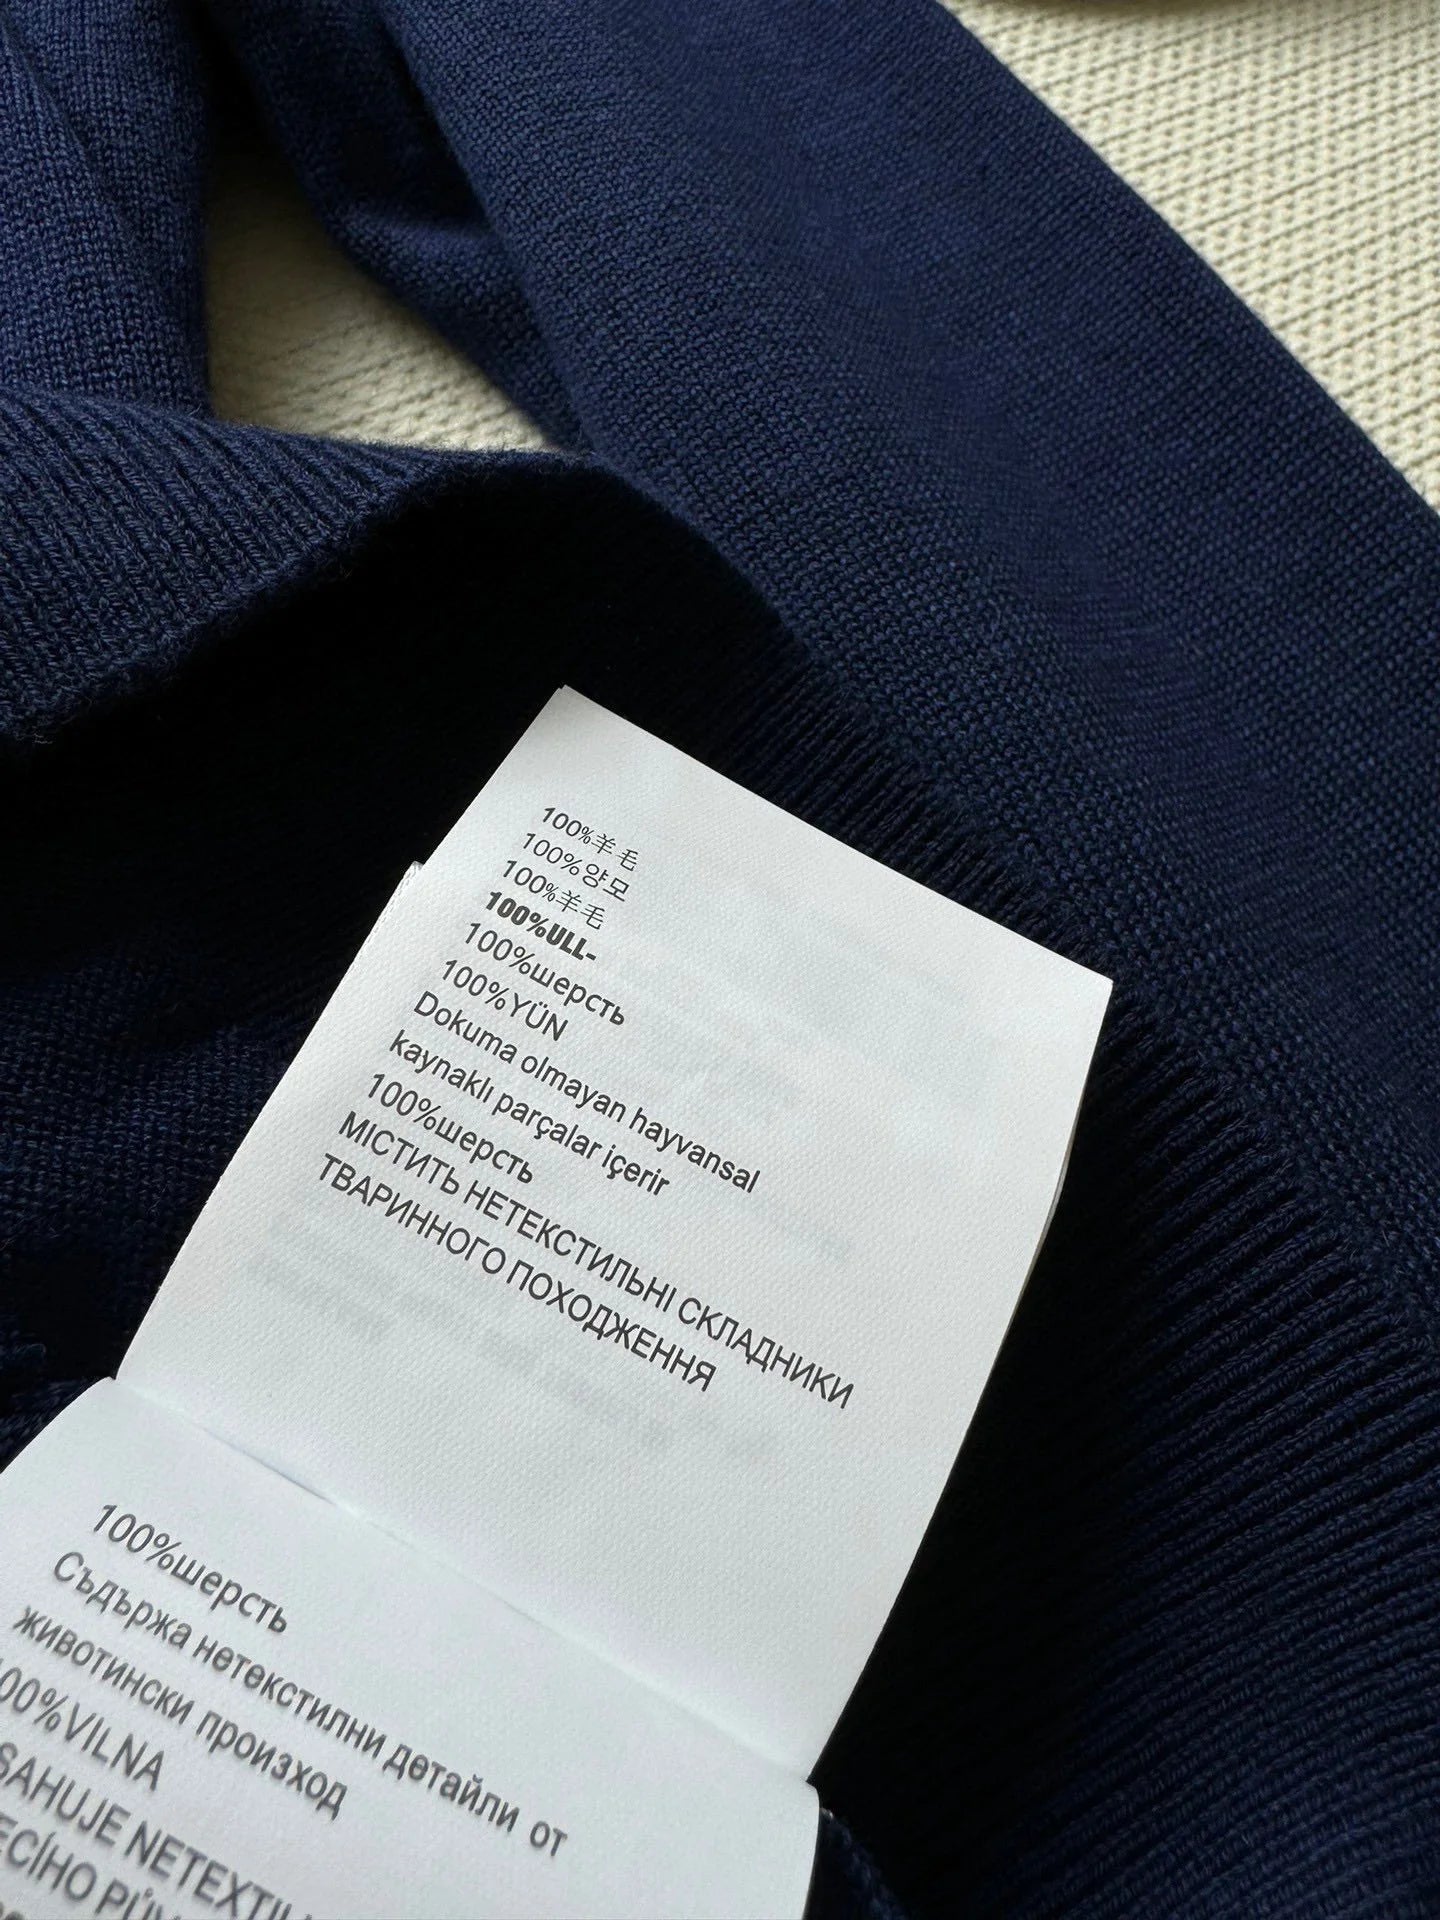 100%羊毛
100%양모
100%羊毛
100%ULL-
100%шерсть
100%YÜN
Dokuma olmayan hayvansal
kaynaklı parçalar içerir
100%шерсть
МІСТИТЬ НЕТЕКСТИЛЬНІ СКЛАДНИКИ
ТВАРИННОГО ПОХОДЖЕННЯ
100%шерсть
Съдържа нетекстилни детайли от
животински произход
00%VILNA
SAHUJE NETEXTIL